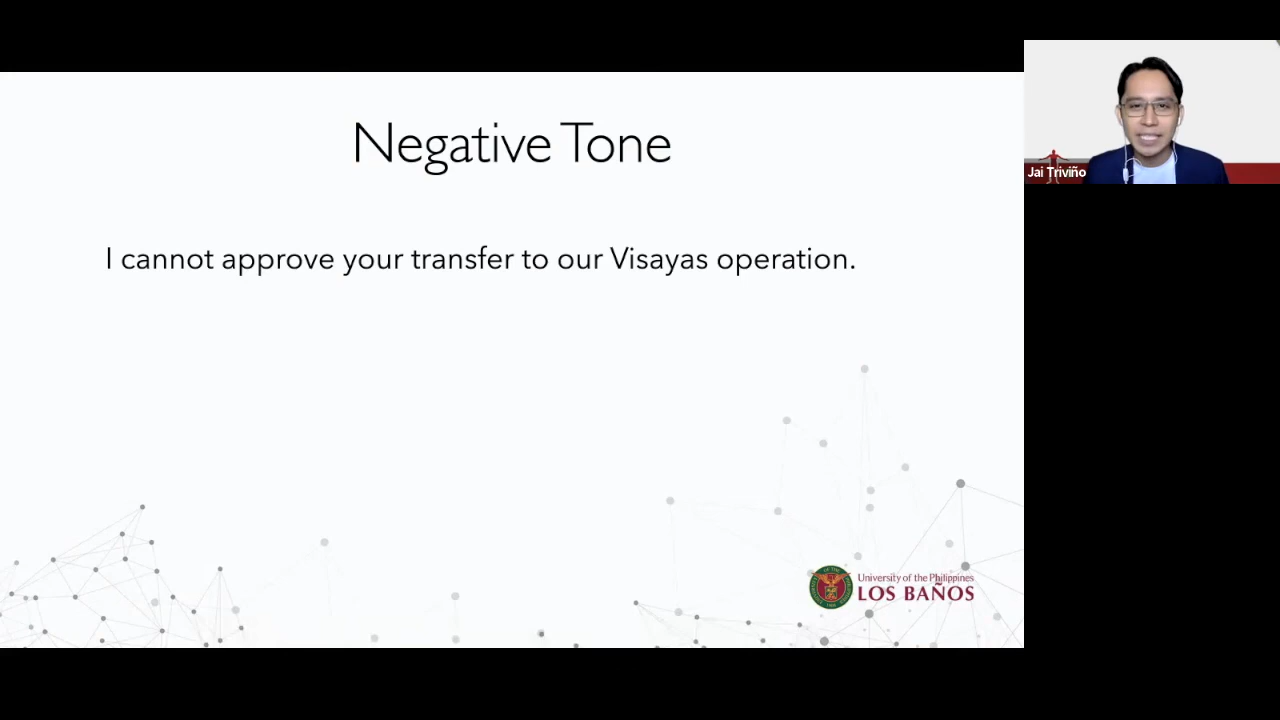 Negative Tone
I cannot approve your transfer to our Visayas operation.
Jai Triviño
University of the Philippines
LOS BAÑOS